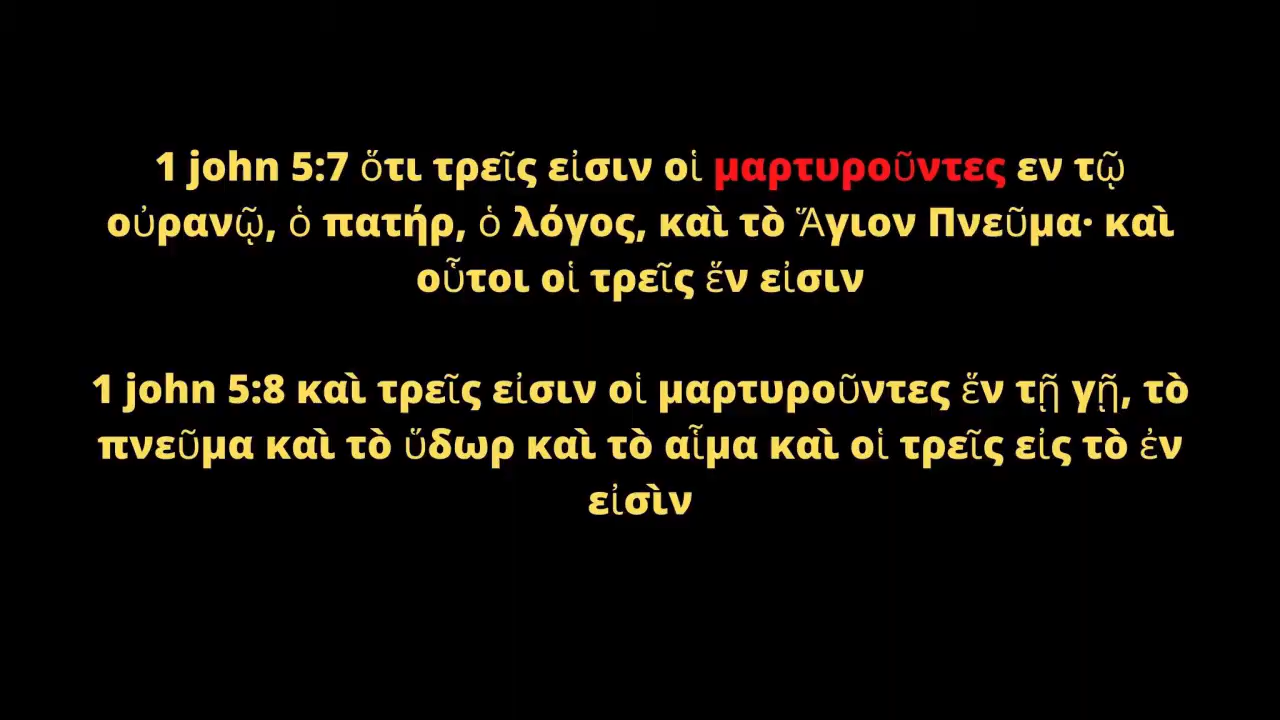 1 john 5:7 ὅτι τρεῖς εἰσιν οἱ μαρτυροῦντες εν τῷ
οὐρανῷ, ὁ πατήρ, ὁ λόγος, καὶ τὸ Ἅγιον Πνεῦμα· καὶ
οὗτοι οἱ τρεῖς ἕν εἰσιν
1 john 5:8 καὶ τρεῖς εἰσιν οἱ μαρτυροῦντες ἕν τῇ γῇ, τὸ
πνεῦμα καὶ τὸ ὕδωρ καὶ τὸ αἷμα καὶ οἱ τρεῖς εἰς τὸ ἐν
εἰσὶν